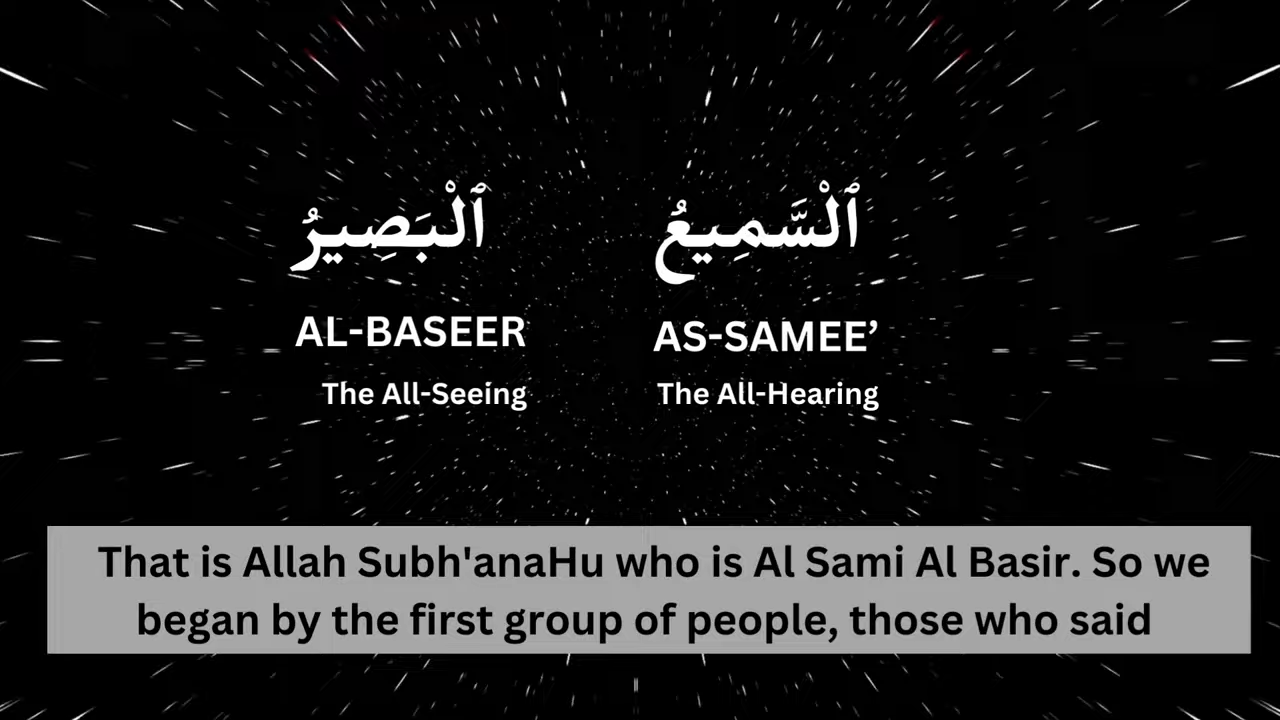 ٱلْبَصِيرُ
ٱلْسَّمِيعُ
AL-BASEER
AS-SAMEE’
The All-Seeing
The All-Hearing
That is Allah Subh'anaHu who is Al Sami Al Basir. So we
began by the first group of people, those who said